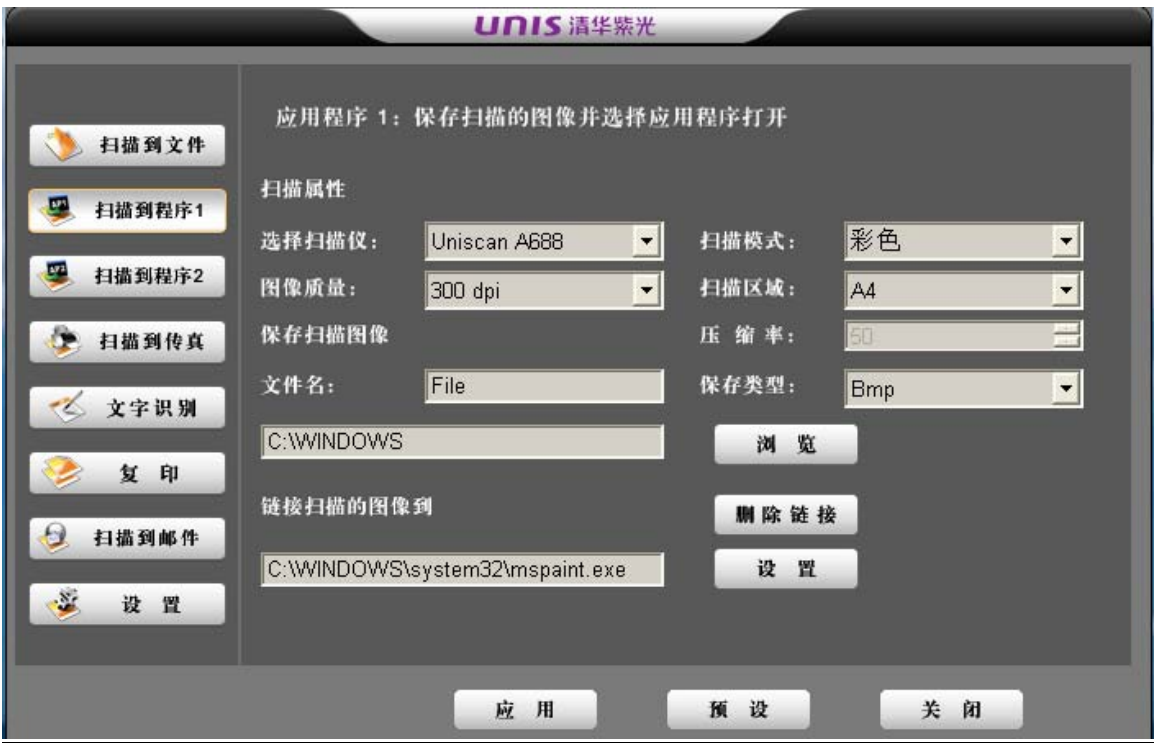 UNIS 清华紫光
扫描到文件
扫描到程序1
扫描到程序2
扫描到传真
文字识别
复 印
扫描到邮件
设 置
应用程序 1：保存扫描的图像并选择应用程序打开
扫描属性
选择扫描仪： Uniscan A688 扫描模式： 彩色
图像质量： 300 dpi 扫描区域： A4
保存扫描图像 压 缩 率： 50
文件名： File 保存类型： Bmp
C:\WINDOWS 浏 览
链接扫描的图像到 删除链接
C:\WINDOWS\system32\mspaint.exe 设 置
应 用 预 设 关 闭